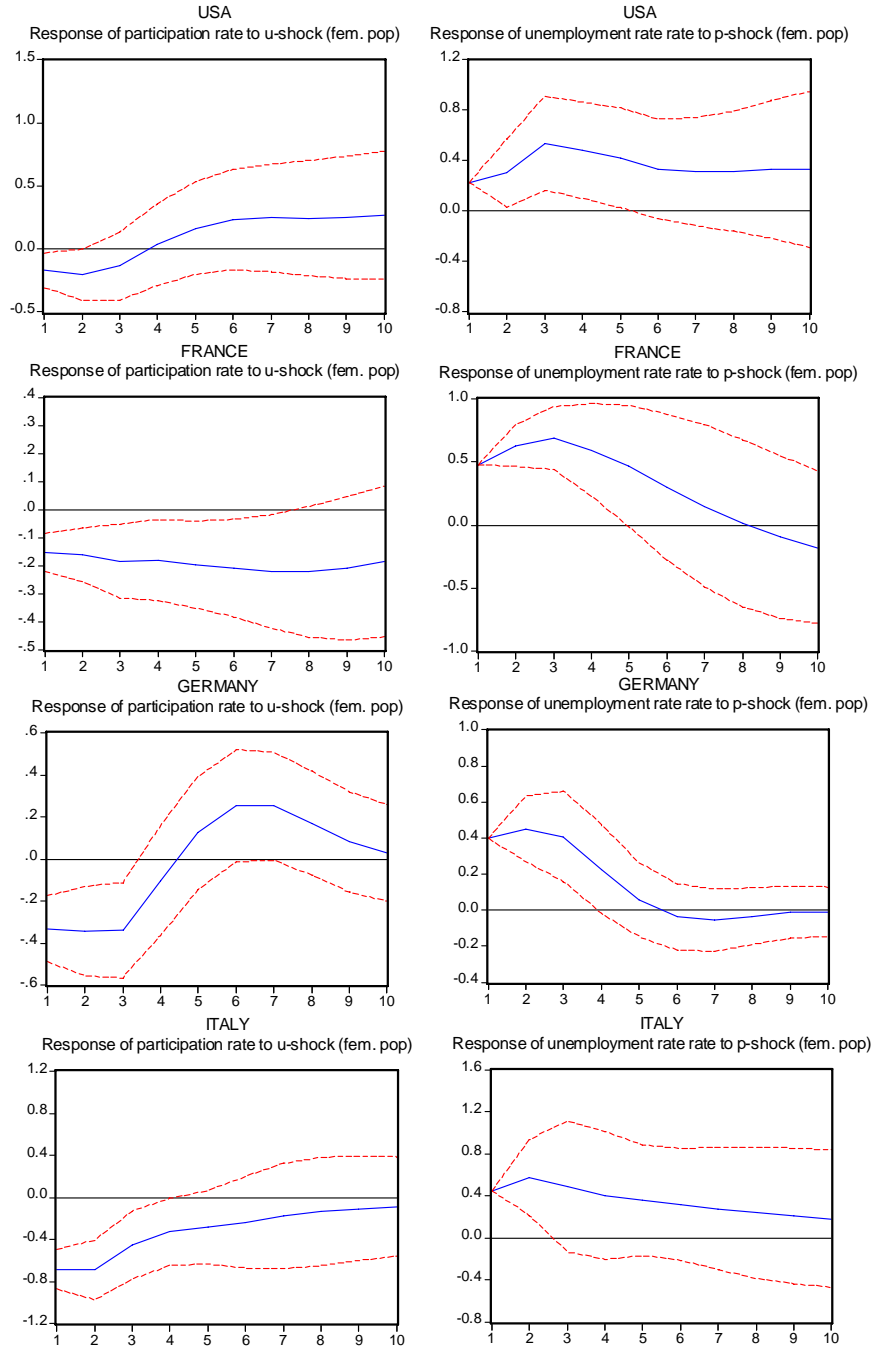 USA
Response of participation rate to u-shock (fem. pop)
1.5
1.0
0.5
0.0
-0.5
1 2 3 4 5 6 7 8 9 10
USA
Response of unemployment rate rate to p-shock (fem. pop)
1.2
0.8
0.4
0.0
-0.4
-0.8
1 2 3 4 5 6 7 8 9 10
FRANCE
Response of participation rate to u-shock (fem. pop)
.4
.3
.2
.1
.0
-.1
-.2
-.3
-.4
-.5
1 2 3 4 5 6 7 8 9 10
FRANCE
Response of unemployment rate rate to p-shock (fem. pop)
1.0
0.5
0.0
-0.5
-1.0
1 2 3 4 5 6 7 8 9 10
GERMANY
Response of participation rate to u-shock (fem. pop)
.6
.4
.2
.0
-.2
-.4
-.6
1 2 3 4 5 6 7 8 9 10
GERMANY
Response of unemployment rate rate to p-shock (fem. pop)
1.0
0.8
0.6
0.4
0.2
0.0
-0.2
-0.4
1 2 3 4 5 6 7 8 9 10
ITALY
Response of participation rate to u-shock (fem. pop)
1.2
0.8
0.4
0.0
-0.4
-0.8
-1.2
1 2 3 4 5 6 7 8 9 10
ITALY
Response of unemployment rate rate to p-shock (fem. pop)
1.6
1.2
0.8
0.4
0.0
-0.4
-0.8
1 2 3 4 5 6 7 8 9 10